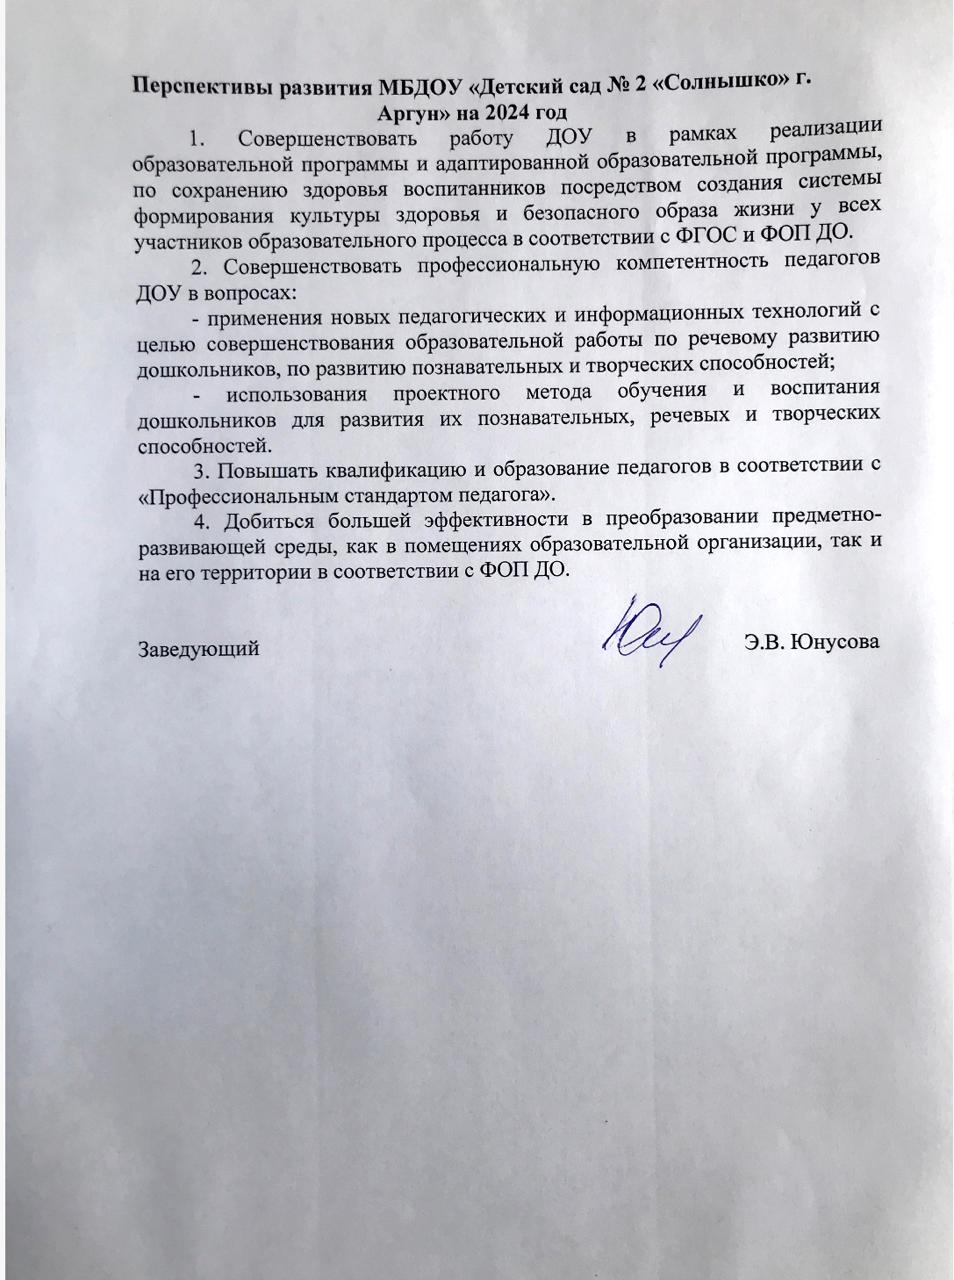 Перспективы развития МБДОУ «Детский сад № 2 «Солнышко» г.
Аргун» на 2024 год
1. Совершенствовать работу ДОУ в рамках реализации
образовательной программы и адаптированной образовательной программы,
по сохранению здоровья воспитанников посредством создания системы
формирования культуры здоровья и безопасного образа жизни у всех
участников образовательного процесса в соответствии с ФГОС и ФОП ДО.
2. Совершенствовать профессиональную компетентность педагогов
ДОУ в вопросах:
- применения новых педагогических и информационных технологий с
целью совершенствования образовательной работы по речевому развитию
дошкольников, по развитию познавательных и творческих способностей;
- использования проектного метода обучения и воспитания
дошкольников для развития их познавательных, речевых и творческих
способностей.
3. Повышать квалификацию и образование педагогов в соответствии с
«Профессиональным стандартом педагога».
4. Добиться большей эффективности в преобразовании предметно-
развивающей среды, как в помещениях образовательной организации, так и
на его территории в соответствии с ФОП ДО.
Заведующий Э.В. Юнусова